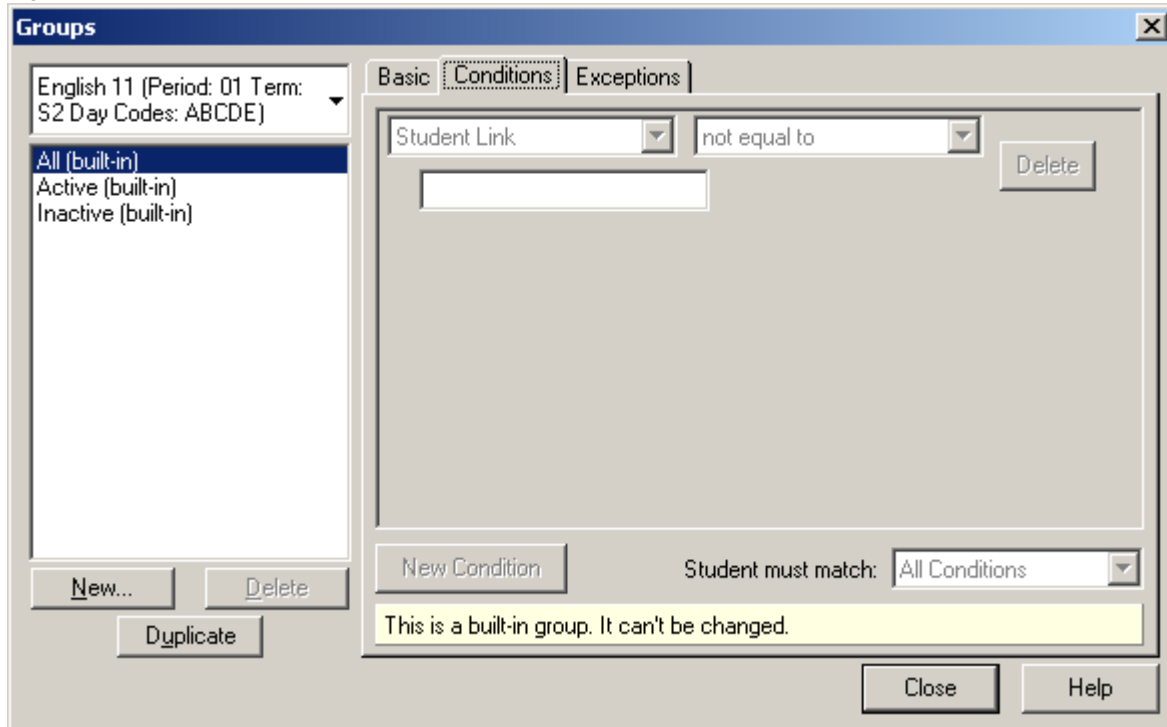 Groups
English 11 (Period: 01 Term:
S2 Day Codes: ABCDE)
All (built-in)
Active (built-in)
Inactive (built-in)
New...
Delete
Duplicate
Basic
Conditions
Exceptions
Student Link
not equal to
Delete
New Condition
Student must match:
All Conditions
This is a built-in group. It can't be changed.
Close
Help